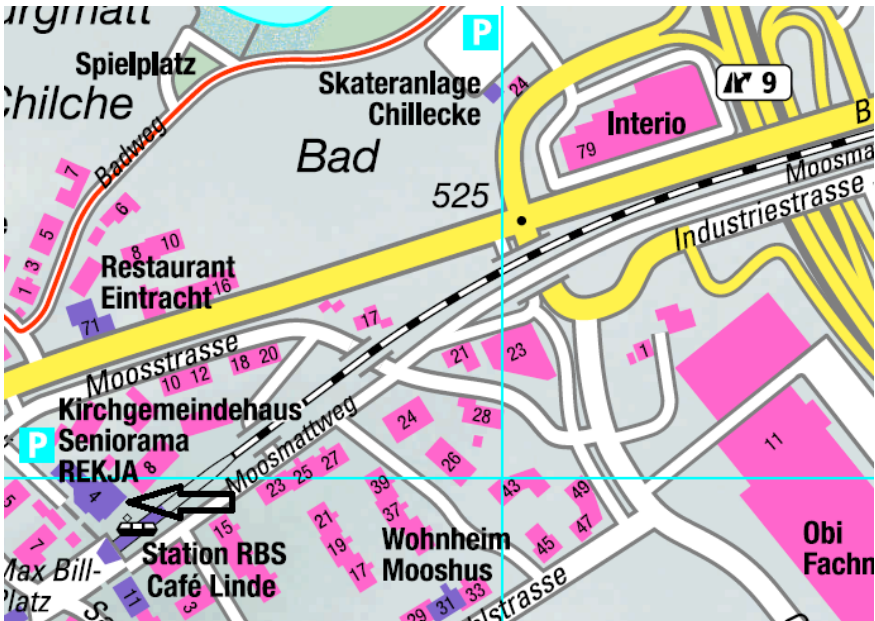 urgmatt
P
Spielplatz
Skateranlage
Chillecke
24
9
Chilche
Badweg
Interio
79
B
Bad
Moosma
525
Industriestrasse
7
6
5
8
10
3
1
Restaurant
Eintracht
16
71
17
Moosstrasse
18
20
10
12
21
23
1
Kirchgemeindehaus
Seniorama
REKJA
P
8
Moosmattweg
24
28
11
26
27
25
23
39
43
49
4
37
47
5
15
21
45
7
19
Wohnheim
Mooshus
Station RBS
Café Linde
17
Obi
Fachm
Max Bill-
Platz
11
3
29
31
33